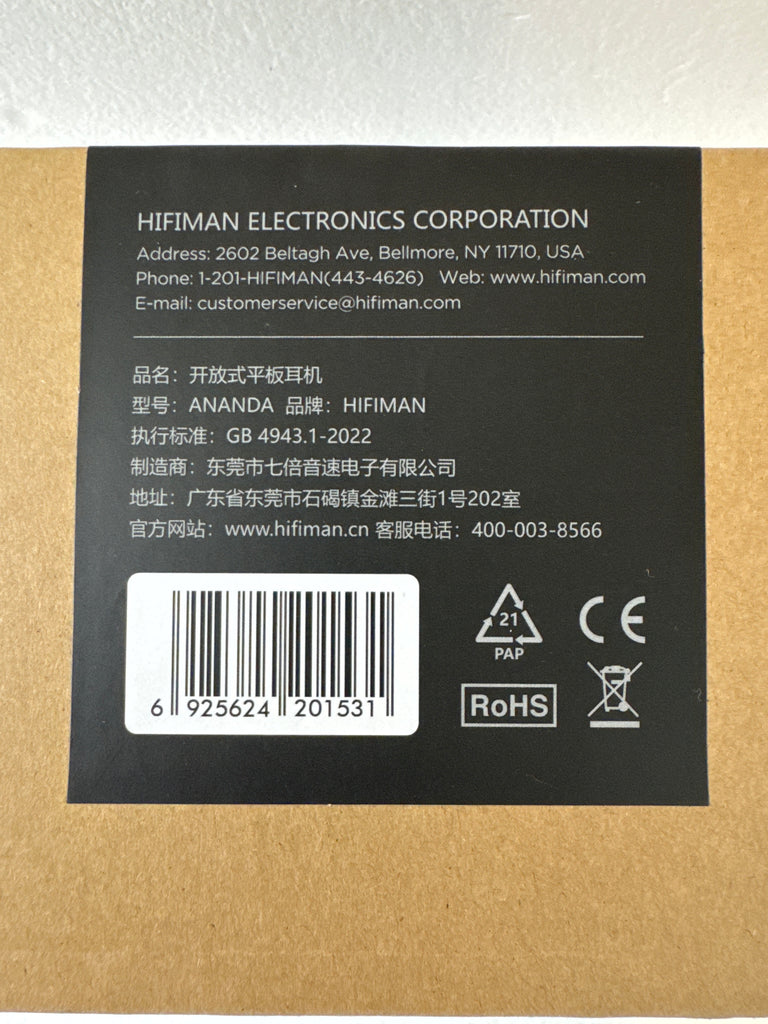 HIFIMAN ELECTRONICS CORPORATION
Address: 2602 Beltagh Ave, Bellmore, NY 11710, USA
Phone: 1-201-HIFIMAN(443-4626) Web: www.hifiman.com
E-mail: customerservice@hifiman.com
品名：开放式平板耳机
型号：ANANDA 品牌：HIFIMAN
执行标准：GB 4943.1-2022
制造商：东莞市七倍音速电子有限公司
地址：广东省东莞市石碣镇金滩三街1号202室
官方网站：www.hifiman.cn 客服电话：400-003-8566
21
PAP
CE
RoHS
6 925624 201531